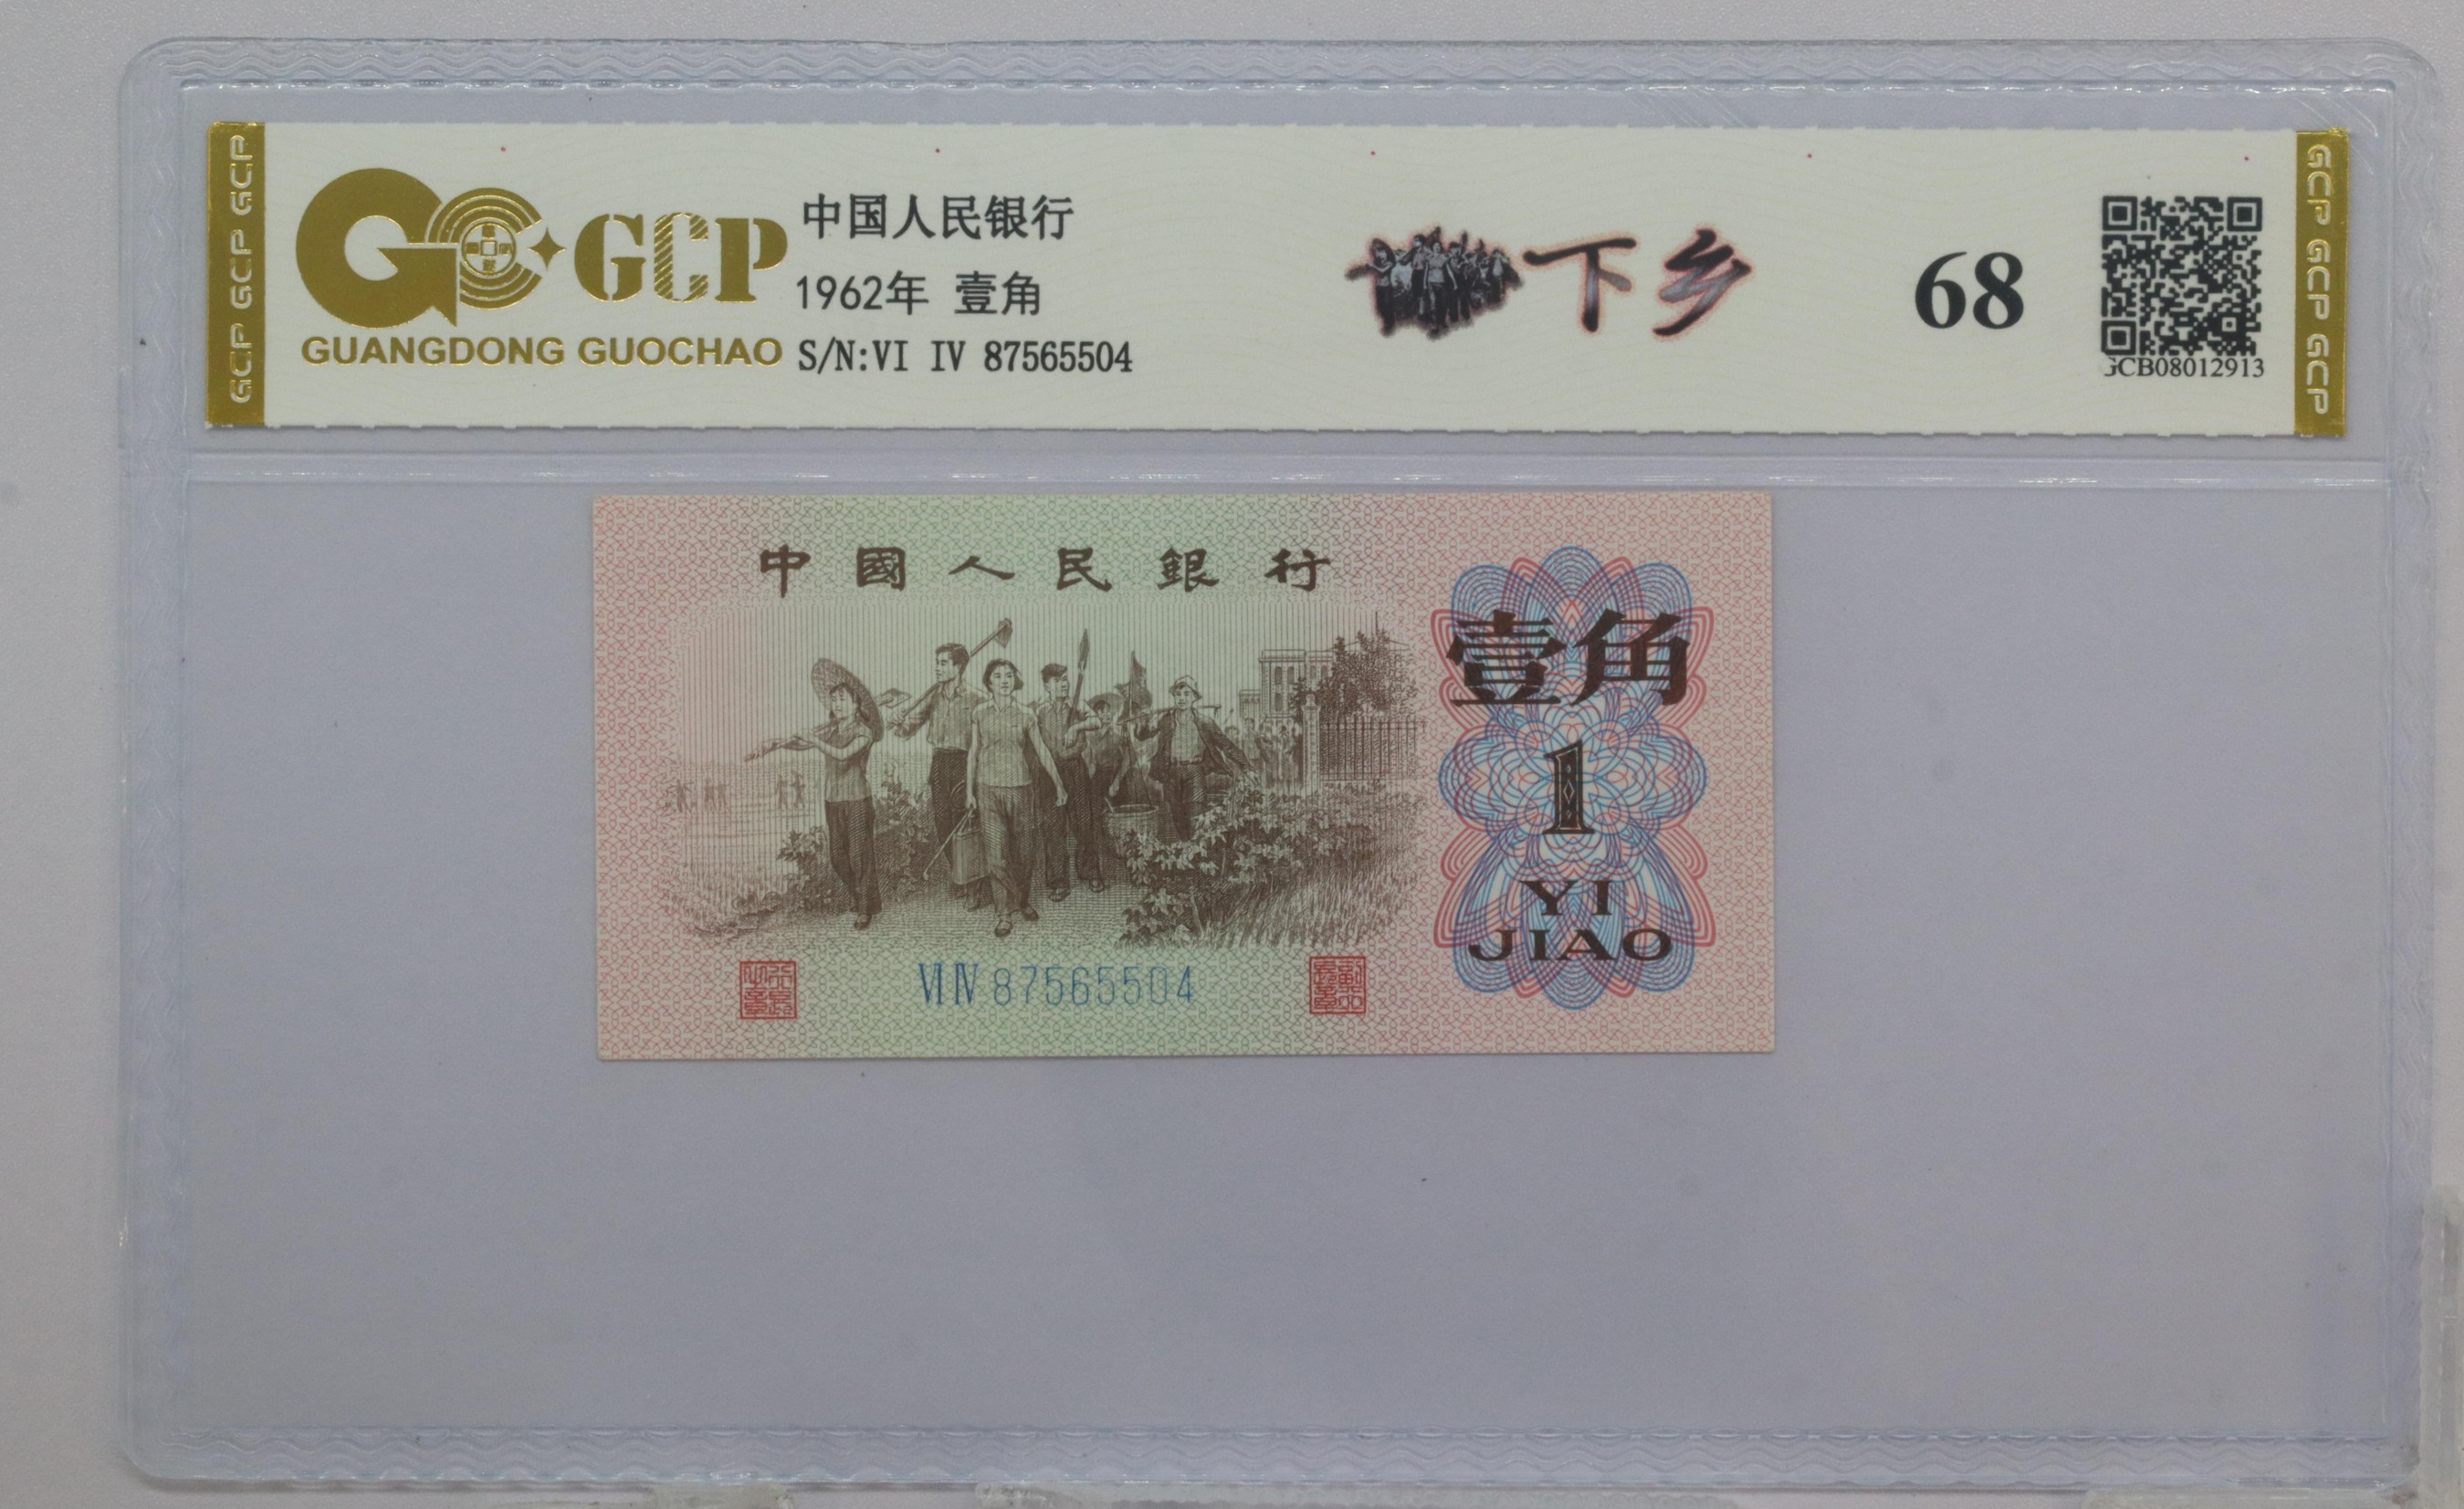 GCP GCP GCP
GCP
GUANGDONG GUOCHAO
中国人民银行
1962年 壹角
S/N:VI IV 87565504
下乡
68
GCB08012913
GCP GCP GCP
中國人民銀行
壹角
1
YI
JIAO
VI IV 87565504